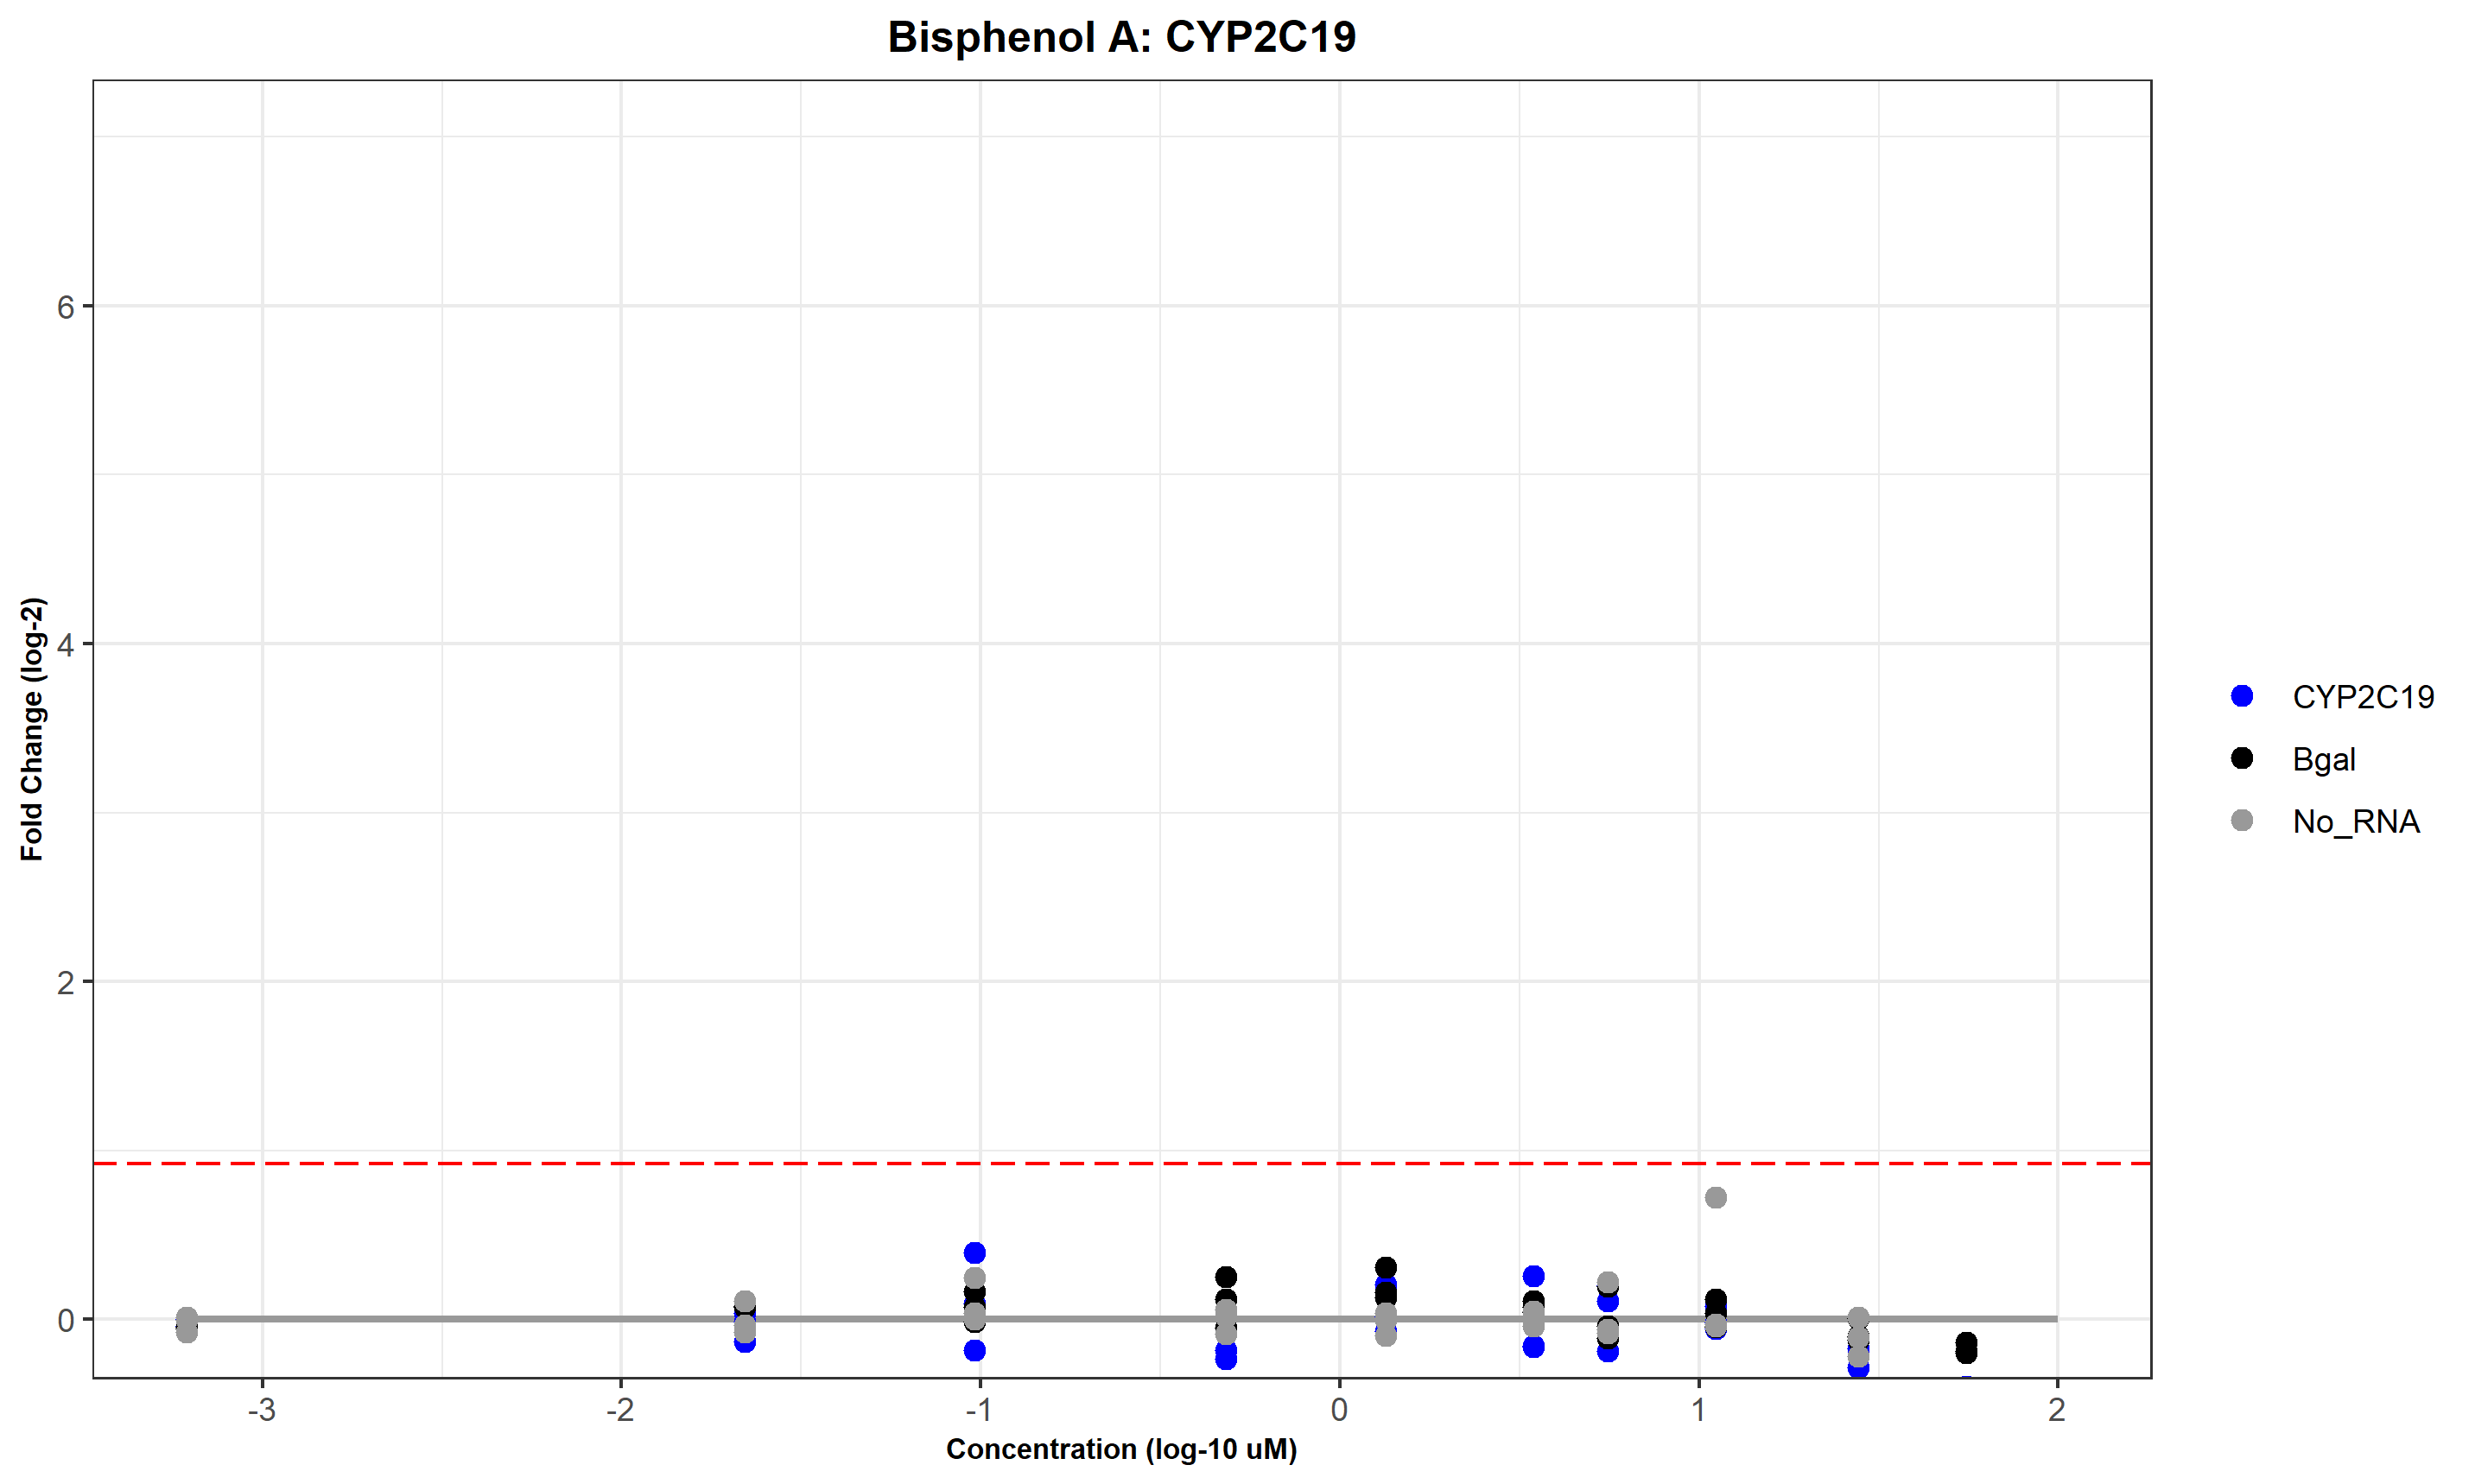 Bisphenol A: CYP2C19
Fold Change (log-2)
6
4
2
0
-3
-2
-1
0
1
2
Concentration (log-10 uM)
CYP2C19
Bgal
No_RNA